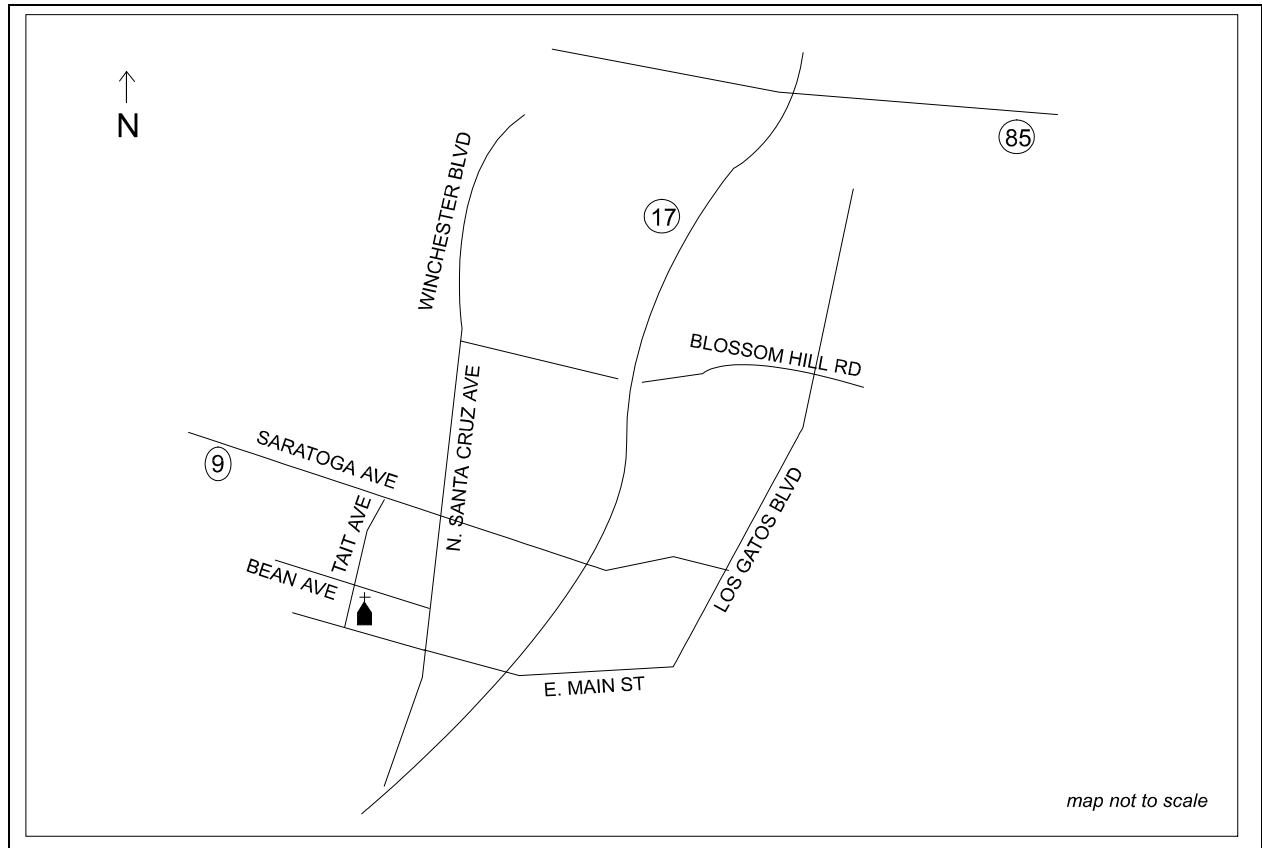 N
85
WINCHESTER BLVD
17
BLOSSOM HILL RD
N. SANTA CRUZ AVE
SARATOGA AVE
9
TAIT AVE
BEAN AVE
LOS GATOS BLVD
E. MAIN ST
map not to scale